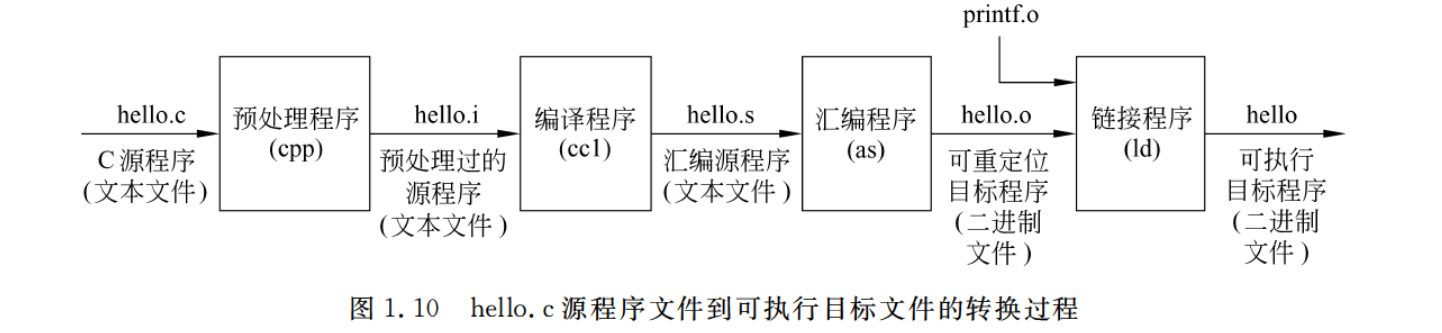 printf.o
hello.c
C 源程序
(文本文件)
预处理程序
(cpp)
hello.i
预处理过的
源程序
(文本文件)
编译程序
(cc1)
hello.s
汇编源程序
(文本文件)
汇编程序
(as)
hello.o
可重定位
目标程序
(二进制
文件)
链接程序
(ld)
hello
可执行
目标程序
(二进制
文件)
图 1.10 hello.c 源程序文件到可执行目标文件的转换过程